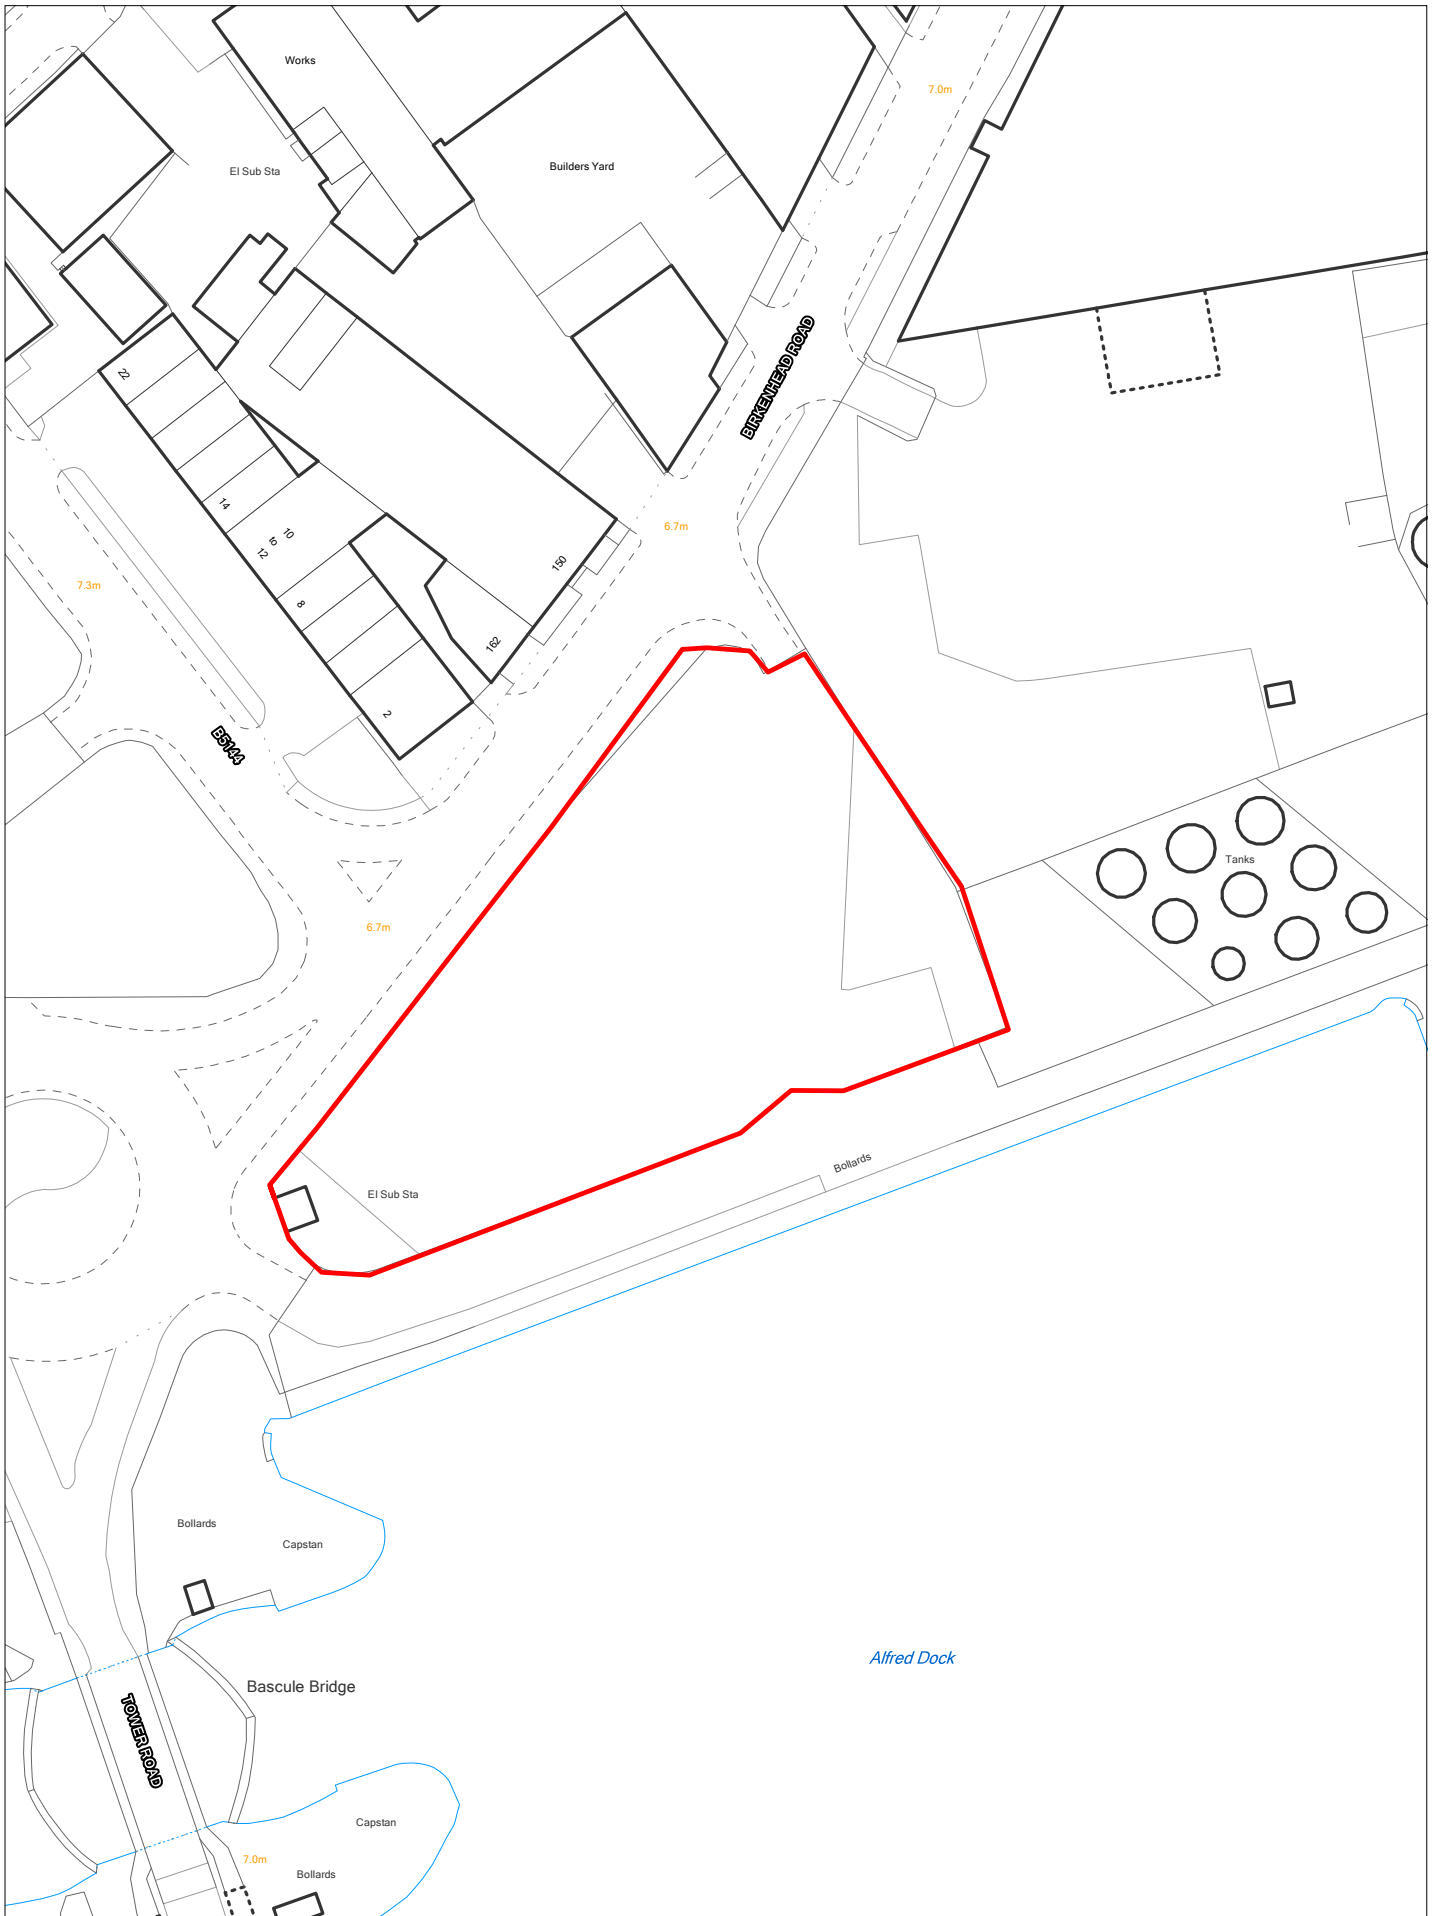 Works
7.0m
El Sub Sta
Builders Yard
BIRKENHEAD ROAD
22
14
10
to
12
6.7m
150
7.3m
8
162
2
B5144
Tanks
6.7m
Bollards
El Sub Sta
Bollards
Capstan
Alfred Dock
Bascule Bridge
TOWER ROAD
Capstan
7.0m
Bollards